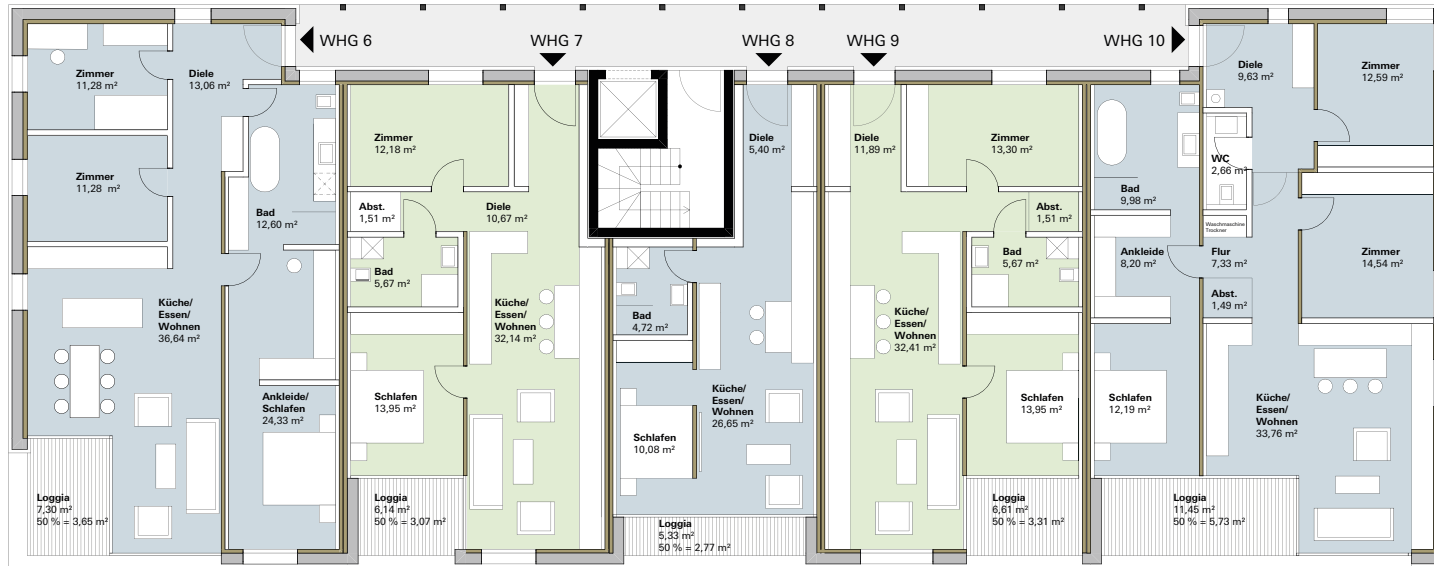 WHG 6
WHG 7
WHG 8
WHG 9
WHG 10
Zimmer
11,28 m²
Diele
13,06 m²
Zimmer
11,28 m²
Bad
12,60 m²
Küche/
Essen/
Wohnen
36,64 m²
Ankleide/
Schlafen
24,33 m²
Loggia
7,30 m²
50 % = 3,65 m²
Zimmer
12,18 m²
Abst.
1,51 m²
Diele
10,67 m²
Bad
5,67 m²
Küche/
Essen/
Wohnen
32,14 m²
Schlafen
13,95 m²
Loggia
6,14 m²
50 % = 3,07 m²
Diele
5,40 m²
Bad
4,72 m²
Küche/
Essen/
Wohnen
26,65 m²
Schlafen
10,08 m²
Loggia
5,33 m²
50 % = 2,77 m²
Diele
11,89 m²
Zimmer
13,30 m²
Abst.
1,51 m²
Bad
5,67 m²
Küche/
Essen/
Wohnen
32,41 m²
Schlafen
13,95 m²
Loggia
6,61 m²
50 % = 3,31 m²
Diele
9,63 m²
Zimmer
12,59 m²
WC
2,66 m²
Bad
9,98 m²
Waschmaschine
Trockner
Ankleide
8,20 m²
Flur
7,33 m²
Zimmer
14,54 m²
Abst.
1,49 m²
Schlafen
12,19 m²
Küche/
Essen/
Wohnen
33,76 m²
Loggia
11,45 m²
50 % = 5,73 m²